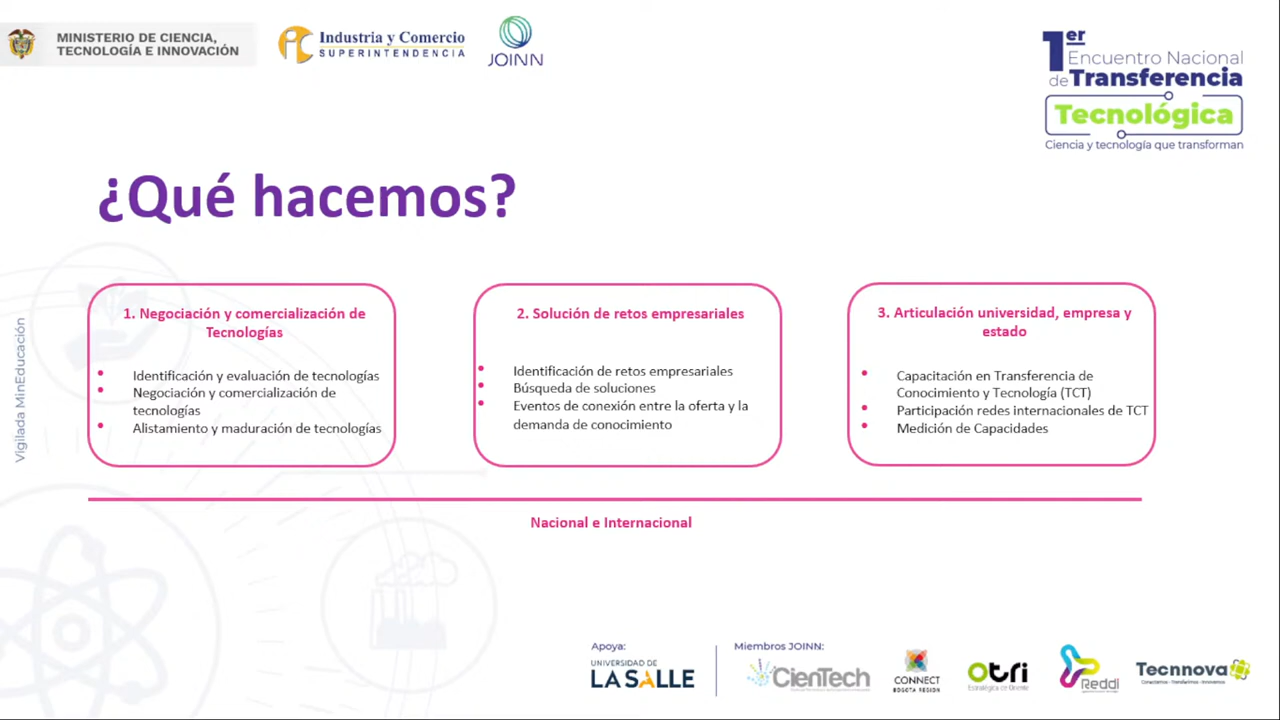 MINISTERIO DE CIENCIA,
TECNOLOGÍA E INNOVACIÓN
Industria y Comercio
SUPERINTENDENCIA
JOINN
1er
Encuentro Nacional
de Transferencia
Tecnológica
Ciencia y tecnología que transforman
¿Qué hacemos?
1. Negociación y comercialización de
Tecnologías
• Identificación y evaluación de tecnologías
• Negociación y comercialización de
tecnologías
• Alistamiento y maduración de tecnologías
2. Solución de retos empresariales
• Identificación de retos empresariales
• Búsqueda de soluciones
• Eventos de conexión entre la oferta y la
demanda de conocimiento
3. Articulación universidad, empresa y
estado
• Capacitación en Transferencia de
Conocimiento y Tecnología (TCT)
• Participación redes internacionales de TCT
• Medición de Capacidades
Nacional e Internacional
Vigilada MinEducación
Apoya:
UNIVERSIDAD DE
LA SALLE
Miembros JOINN:
CienTech
CONNECT
BOGOTÁ REGIÓN
Otri
Estratégica de Oriente
Reddi
Tecnnova